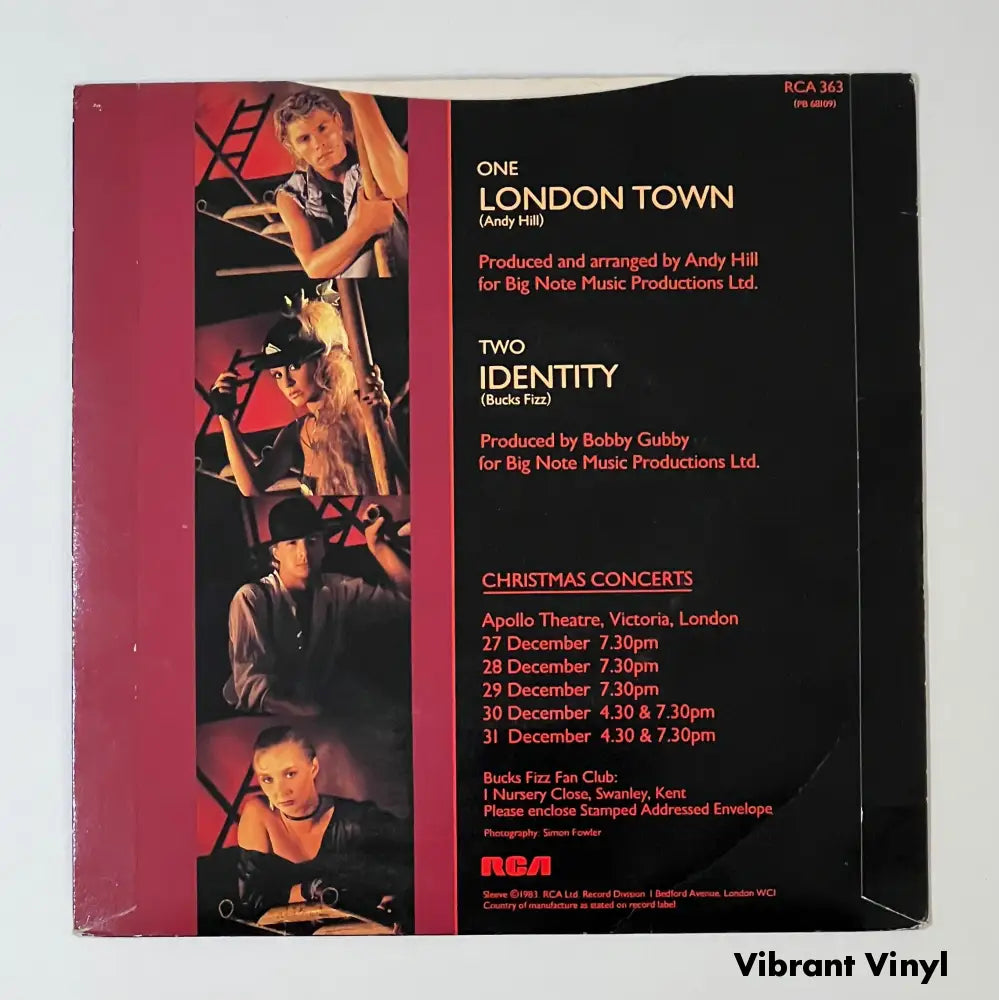 RCA 363
(PB 68109)
ONE
LONDON TOWN
(Andy Hill)
Produced and arranged by Andy Hill
for Big Note Music Productions Ltd.
TWO
IDENTITY
(Bucks Fizz)
Produced by Bobby Gubby
for Big Note Music Productions Ltd.
CHRISTMAS CONCERTS
Apollo Theatre, Victoria, London
27 December 7.30pm
28 December 7.30pm
29 December 7.30pm
30 December 4.30 & 7.30pm
31 December 4.30 & 7.30pm
Bucks Fizz Fan Club:
1 Nursery Close, Swanley, Kent
Please enclose Stamped Addressed Envelope
Photography: Simon Fowler
RCA
Sleeve ©1983. RCA Ltd. Record Division 1 Bedford Avenue, London WC1
Country of manufacture as stated on record label
Vibrant Vinyl